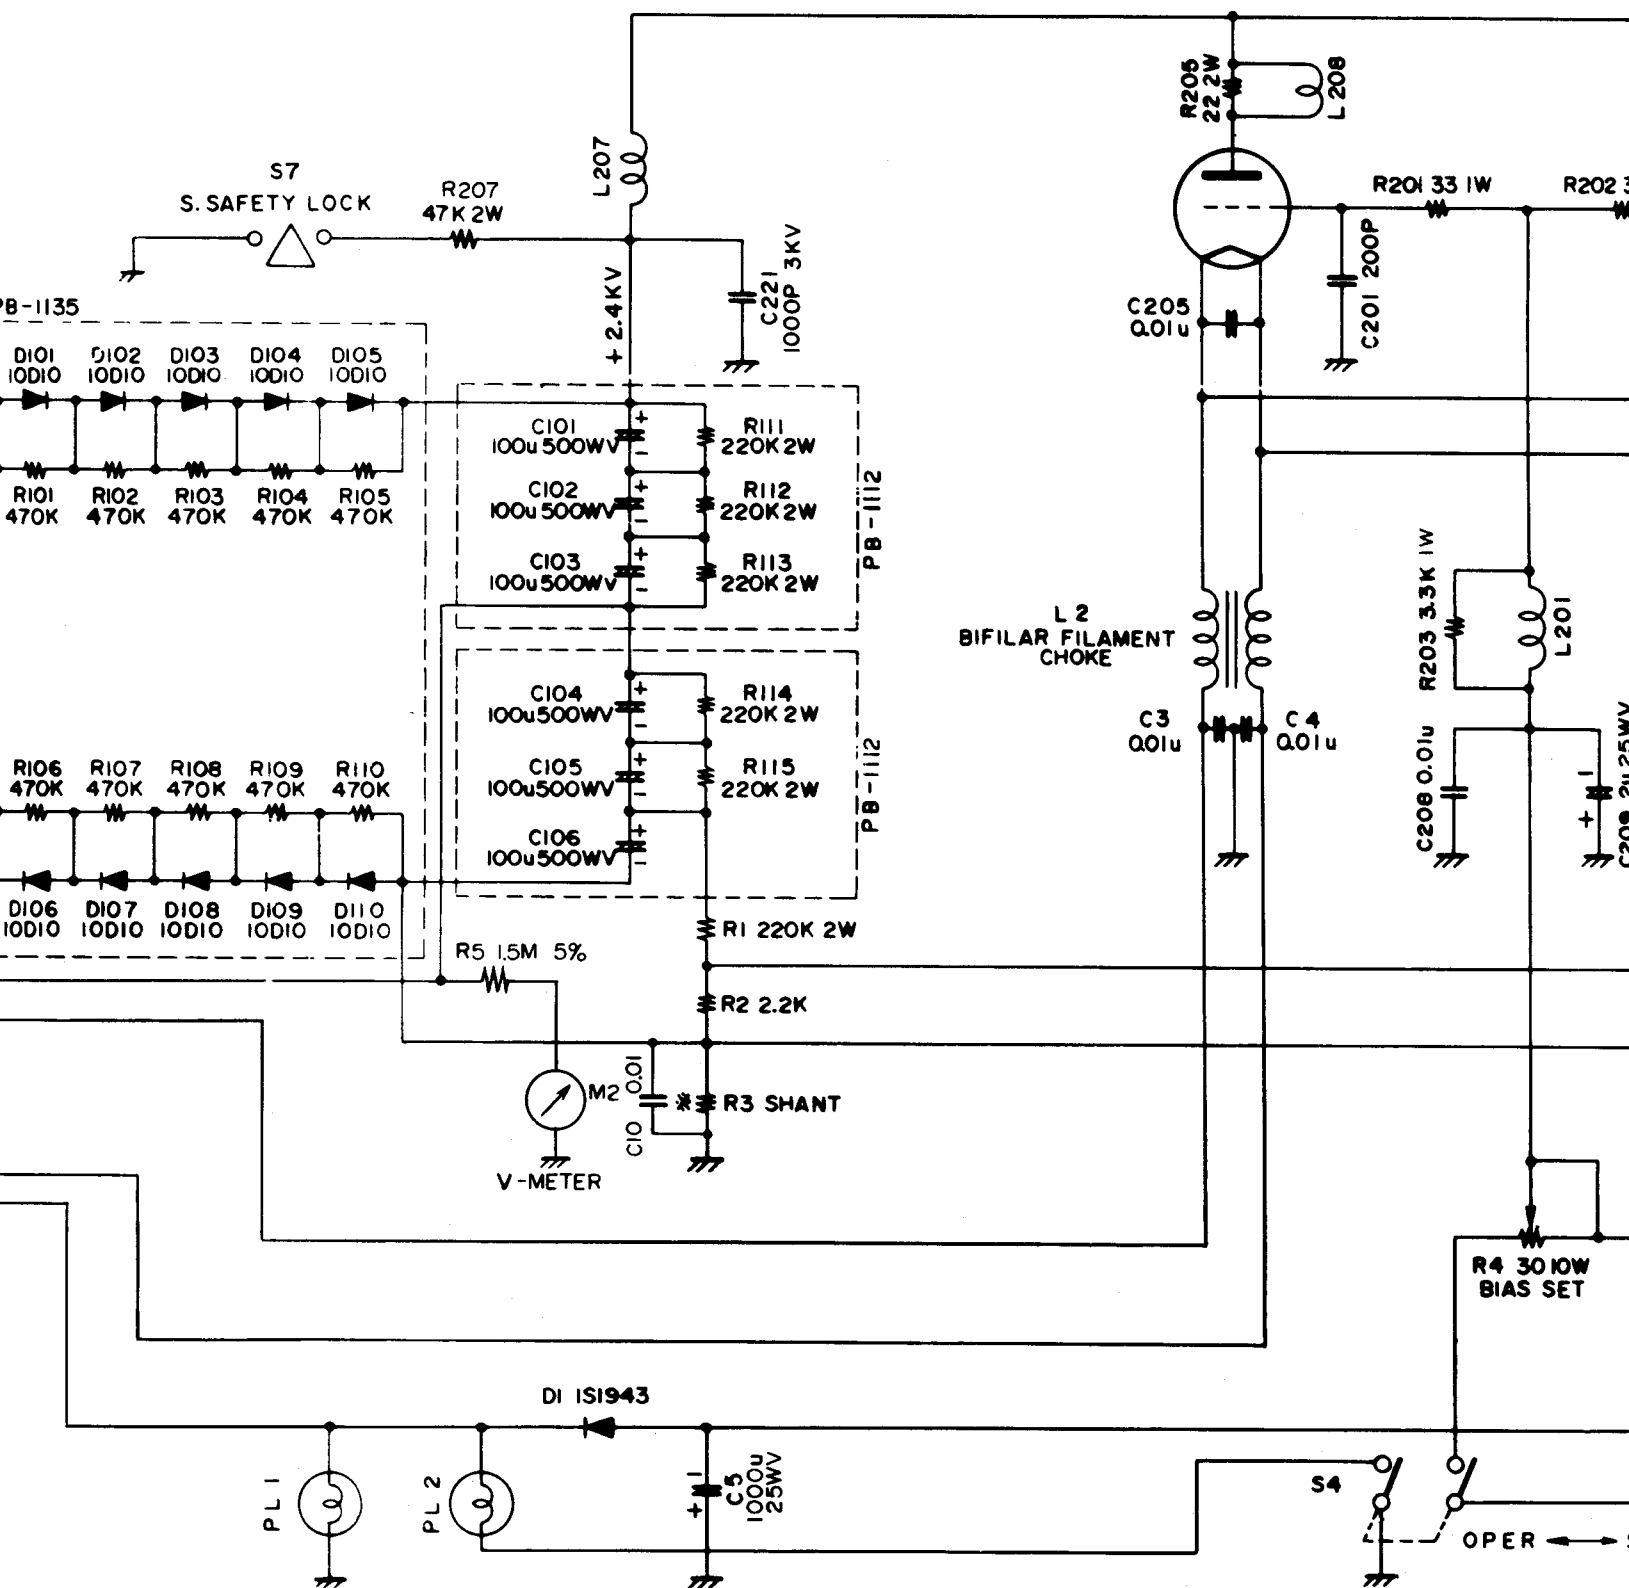 R205
22 2W
L208
L207
S7
S. SAFETY LOCK
R207
47K 2W
R201 33 1W
R202 3
+2.4KV
C221
1000P 3KV
C201 200P
C205
0.01u
PB-1135
D101
10D10
D102
10D10
D103
10D10
D104
10D10
D105
10D10
R101
470K
R102
470K
R103
470K
R104
470K
R105
470K
C101
100u 500WV
+
-
R111
220K 2W
C102
100u 500WV
+
-
R112
220K 2W
C103
100u 500WV
+
-
R113
220K 2W
PB-1112
L2
BIFILAR FILAMENT
CHOKE
R203 3.3K 1W
L201
C104
100u 500WV
+
-
R114
220K 2W
C105
100u 500WV
+
-
R115
220K 2W
C106
100u 500WV
+
-
PB-1112
C3
0.01u
C4
0.01u
C208 0.01u
+
-
R106
470K
R107
470K
R108
470K
R109
470K
R110
470K
D106
10D10
D107
10D10
D108
10D10
D109
10D10
D110
10D10
R1 220K 2W
R5 1.5M 5%
R2 2.2K
M2
V-METER
C10 0.01
※
R3 SHANT
R4 30 10W
BIAS SET
D1 1S1943
PL 1
PL 2
+
-
C5
1000u
25WV
S4
OPER